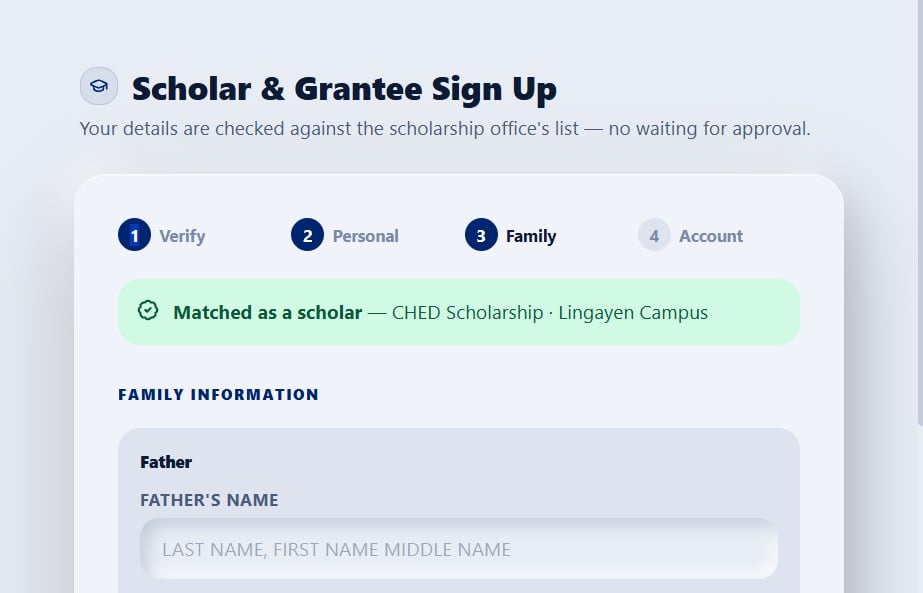 Scholar & Grantee Sign Up
Your details are checked against the scholarship office's list — no waiting for approval.
1 Verify 2 Personal 3 Family 4 Account
Matched as a scholar — CHED Scholarship · Lingayen Campus
FAMILY INFORMATION
Father
FATHER'S NAME
LAST NAME, FIRST NAME MIDDLE NAME